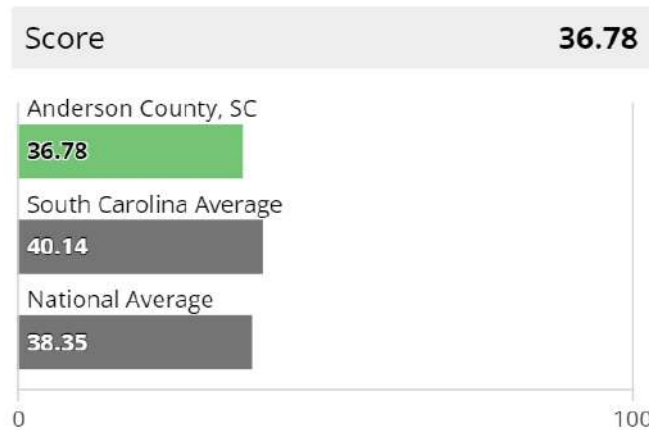 Score 36.78
Anderson County, SC
36.78
South Carolina Average
40.14
National Average
38.35
0 100